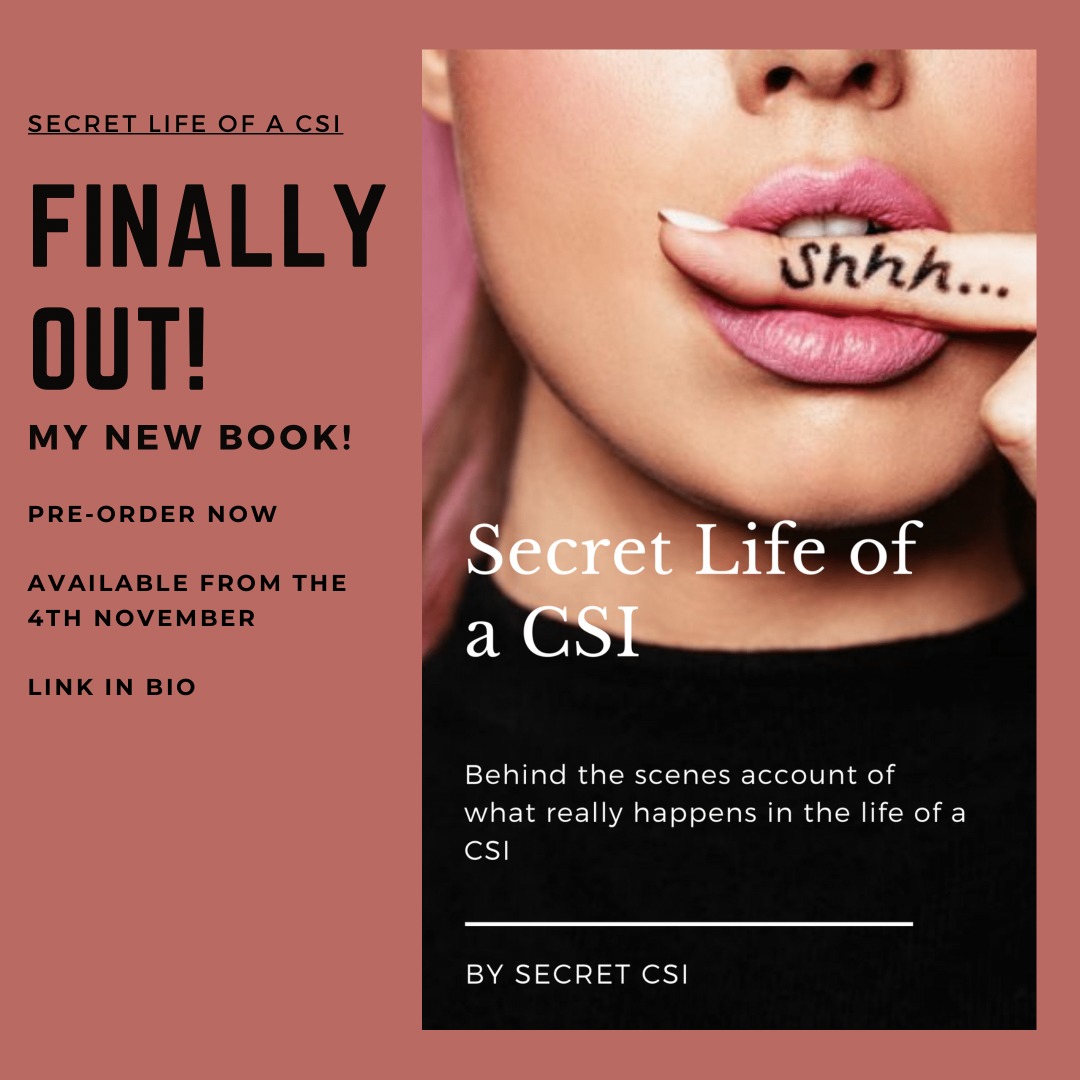 SECRET LIFE OF A CSI
FINALLY
OUT!
MY NEW BOOK!
PRE-ORDER NOW
AVAILABLE FROM THE
4TH NOVEMBER
LINK IN BIO
Shhh...
Secret Life of
a CSI
Behind the scenes account of
what really happens in the life of a
CSI
BY SECRET CSI